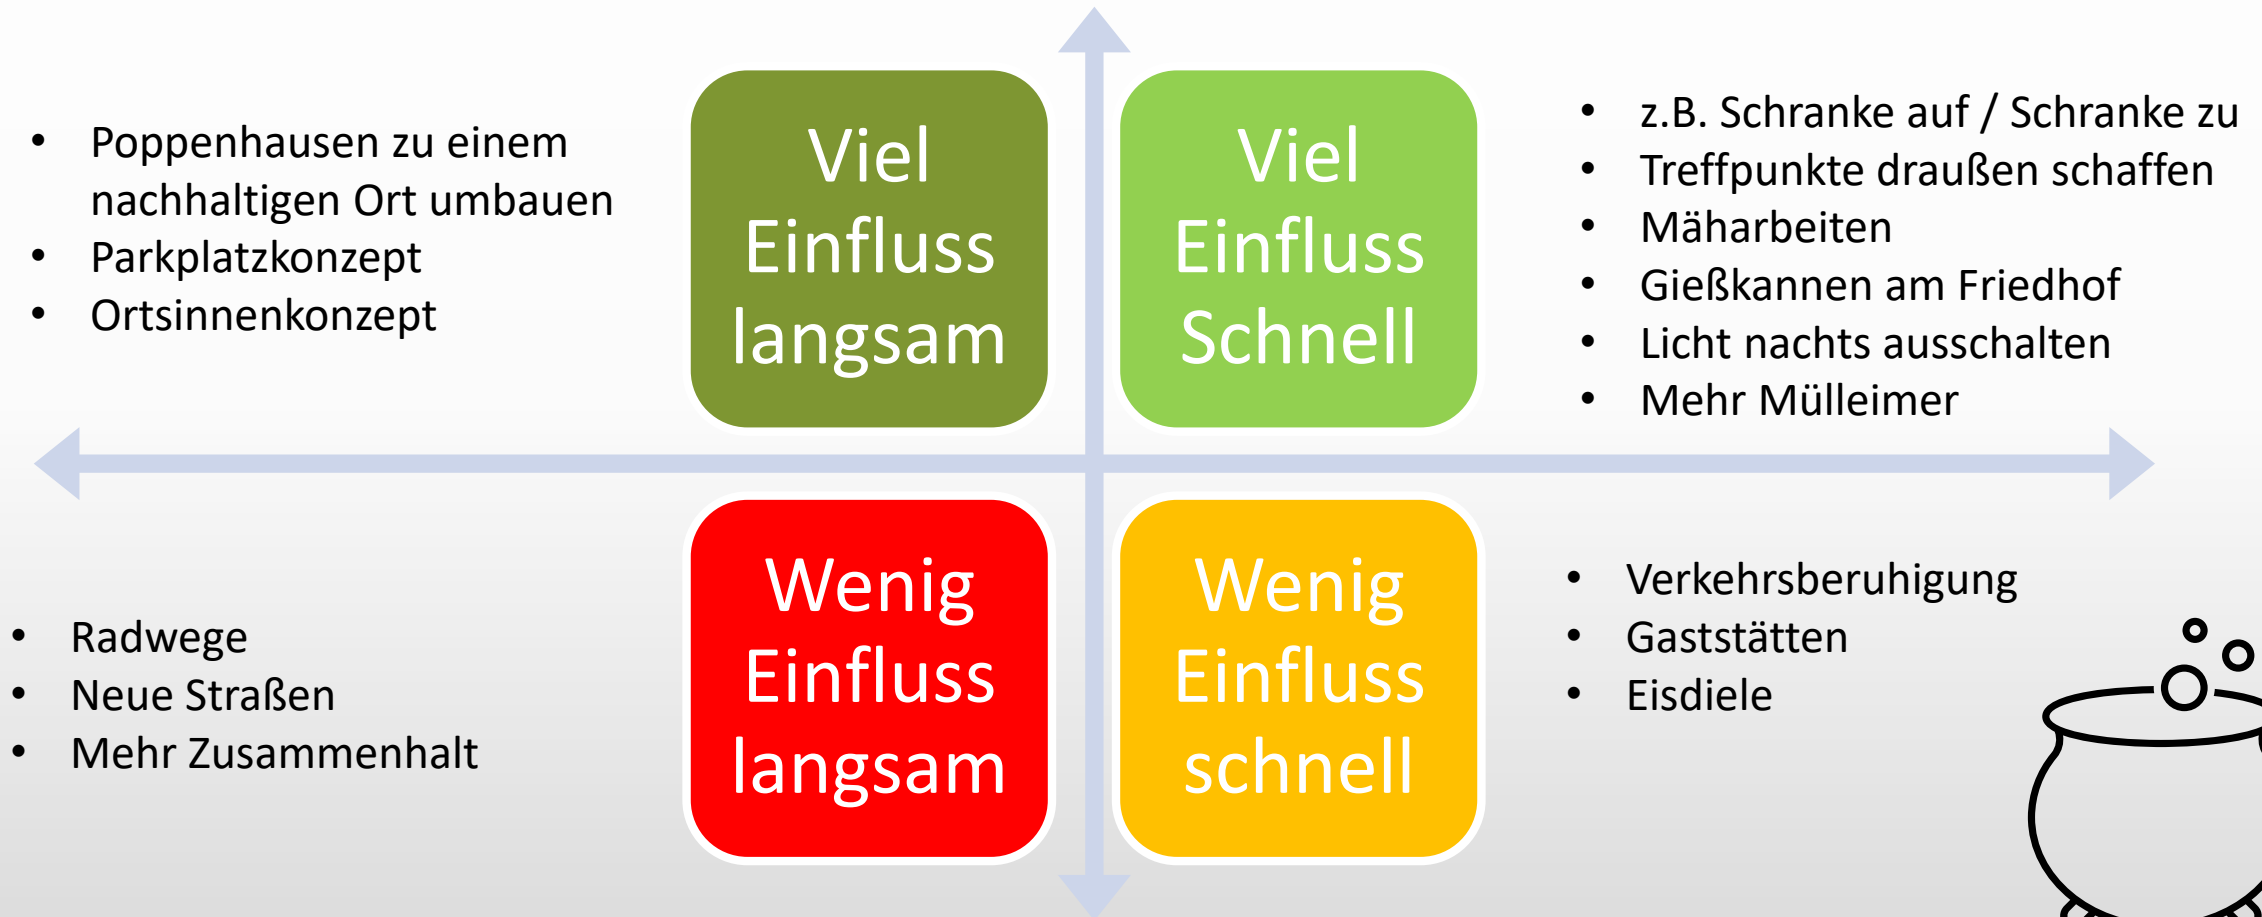 • Poppenhausen zu einem
nachhaltigen Ort umbauen
• Parkplatzkonzept
• Ortsinnenkonzept
Viel
Einfluss
langsam
Viel
Einfluss
Schnell
• z.B. Schranke auf / Schranke zu
• Treffpunkte draußen schaffen
• Mäharbeiten
• Gießkannen am Friedhof
• Licht nachts ausschalten
• Mehr Mülleimer
• Radwege
• Neue Straßen
• Mehr Zusammenhalt
Wenig
Einfluss
langsam
Wenig
Einfluss
schnell
• Verkehrsberuhigung
• Gaststätten
• Eisdiele